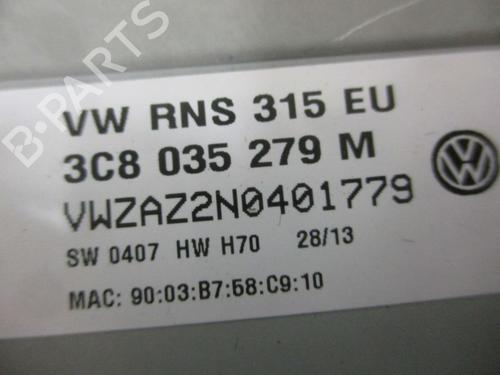 B-PARTS
VW RNS 315 EU
3C8 035 279 M
VWZAZ2N0401779
SW 0407 HW H70 28/13
MAC: 90:03:B7:58:C9:10